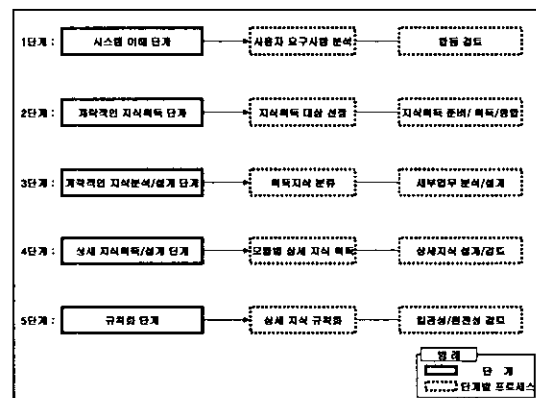 1단계 : 시스템 이해 단계 사용자 요구사항 분석 합동 검토
2단계 : 개략적인 지식획득 단계 지식획득 대상 선정 지식획득 준비/ 획득/종합
3단계 : 개략적인 지식분석/설계 단계 획득지식 분류 세부업무 분석/설계
4단계 : 상세 지식획득/설계 단계 모듈별 상세 지식 획득 상세지식 설계/검토
5단계 : 규칙화 단계 상세 지식 규칙화 일관성/완전성 검토
범 례
단 계
단계별 프로세스